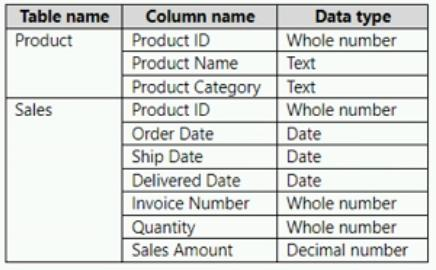 Table name Column name Data type
Product Product ID Whole number
Product Name Text
Product Category Text
Sales Product ID Whole number
Order Date Date
Ship Date Date
Delivered Date Date
Invoice Number Whole number
Quantity Whole number
Sales Amount Decimal number